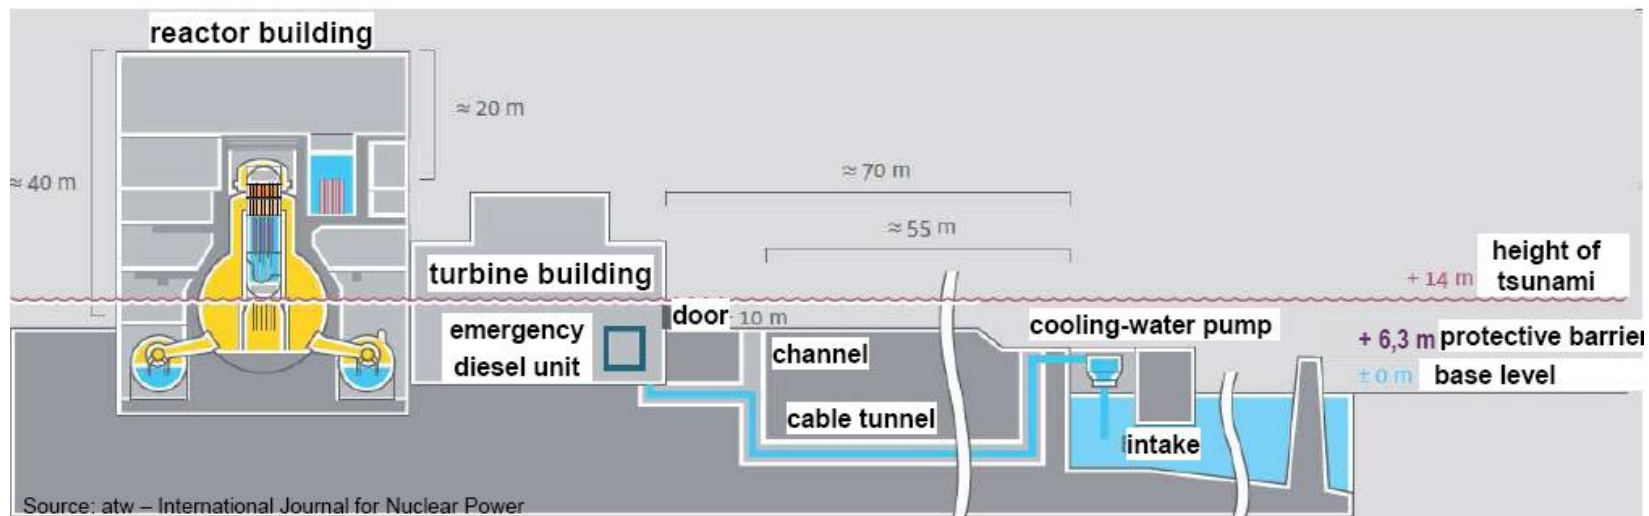 reactor building
≈ 20 m
≈ 40 m
≈ 70 m
≈ 55 m
turbine building
height of
tsunami
+ 14 m
emergency
diesel unit
door
10 m
cooling-water pump
channel
+ 6,3 m protective barrier
± 0 m base level
cable tunnel
intake
Source: atw – International Journal for Nuclear Power